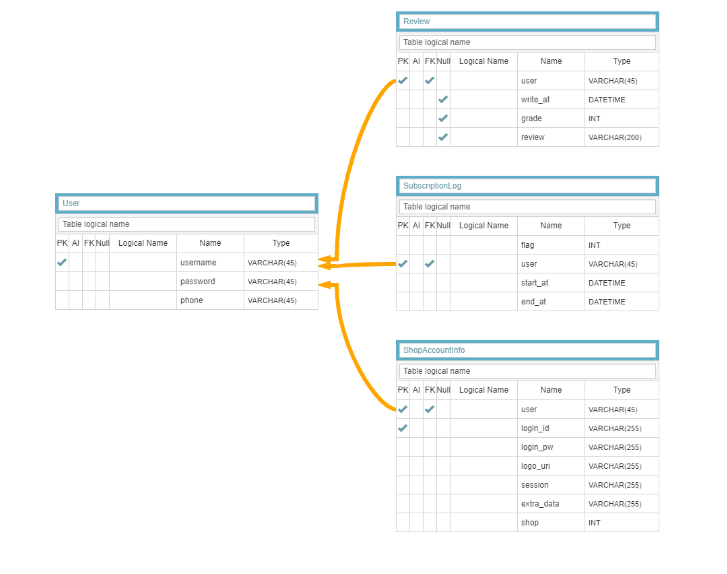 Review
Table logical name
PK AI FK Null Logical Name Name Type
user VARCHAR(45)
write_at DATETIME
grade INT
review VARCHAR(200)
SubscriptionLog
Table logical name
PK AI FK Null Logical Name Name Type
flag INT
user VARCHAR(45)
start_at DATETIME
end_at DATETIME
User
Table logical name
PK AI FK Null Logical Name Name Type
username VARCHAR(45)
password VARCHAR(45)
phone VARCHAR(45)
ShopAccountInfo
Table logical name
PK AI FK Null Logical Name Name Type
user VARCHAR(45)
login_id VARCHAR(255)
login_pw VARCHAR(255)
logo_uri VARCHAR(255)
session VARCHAR(255)
extra_data VARCHAR(255)
shop INT